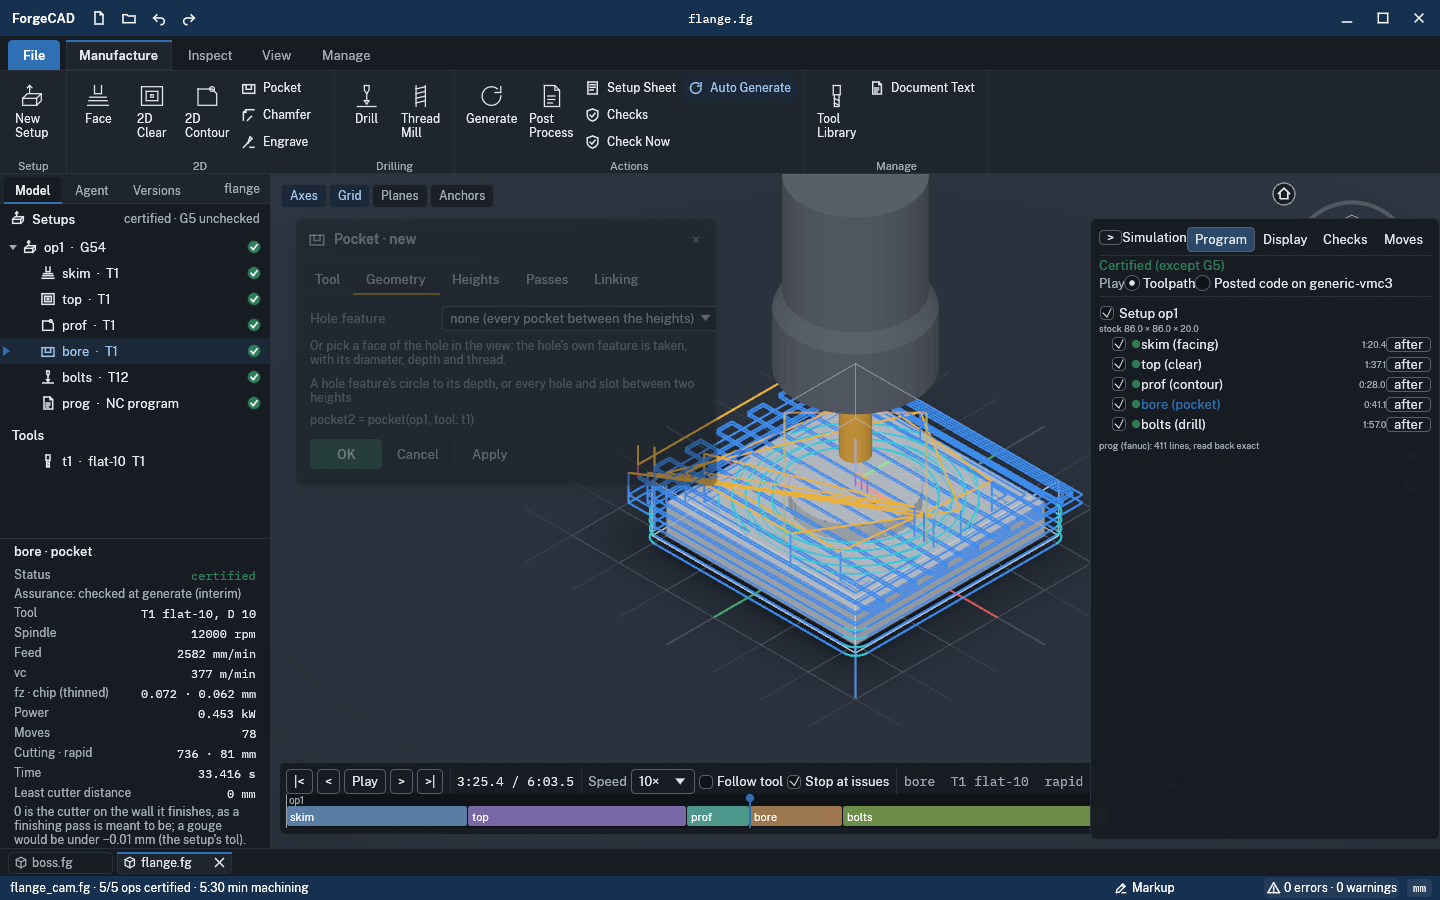 ForgeCAD
flange.fg
File
Manufacture
Inspect
View
Manage
New Setup
Face
2D Clear
2D Contour
Pocket
Chamfer
Engrave
Drill
Thread Mill
Generate
Post Process
Setup Sheet
Checks
Check Now
Auto Generate
Tool Library
Document Text
Setup
2D
Drilling
Actions
Manage
Model
Agent
Versions
flange
Setups
certified · G5 unchecked
op1 · G54
skim · T1
top · T1
prof · T1
bore · T1
bolts · T12
prog · NC program
Tools
t1 · flat-10 T1
bore · pocket
Status certified
Assurance: checked at generate (interim)
Tool T1 flat-10, D 10
Spindle 12000 rpm
Feed 2582 mm/min
vc 377 m/min
fz · chip (thinned) 0.072 · 0.062 mm
Power 0.453 kW
Moves 78
Cutting · rapid 736 · 81 mm
Time 33.416 s
Least cutter distance 0 mm
0 is the cutter on the wall it finishes, as a
finishing pass is meant to be; a gouge
would be under −0.01 mm (the setup's tol).
Axes
Grid
Planes
Anchors
Pocket · new
Tool
Geometry
Heights
Passes
Linking
Hole feature
none (every pocket between the heights)
Or pick a face of the hole in the view: the hole's own feature is taken,
with its diameter, depth and thread.
A hole feature's circle to its depth, or every hole and slot between two
heights
pocket2 = pocket(op1, tool: t1)
OK
Cancel
Apply
> Simulation
Program
Display
Checks
Moves
Certified (except G5)
Play Toolpath Posted code on generic-vmc3
Setup op1
stock 86.0 × 86.0 × 20.0
skim (facing) 1:20.4 after
top (clear) 1:37.1 after
prof (contour) 0:28.0 after
bore (pocket) 0:41.1 after
bolts (drill) 1:57.0 after
prog (fanuc): 411 lines, read back exact
|< < Play > >|
3:25.4 / 6:03.5
Speed 10×
Follow tool
Stop at issues
bore T1 flat-10 rapid
op1
skim
top
prof
bore
bolts
boss.fg
flange.fg
flange_cam.fg · 5/5 ops certified · 5:30 min machining
Markup
0 errors · 0 warnings
mm